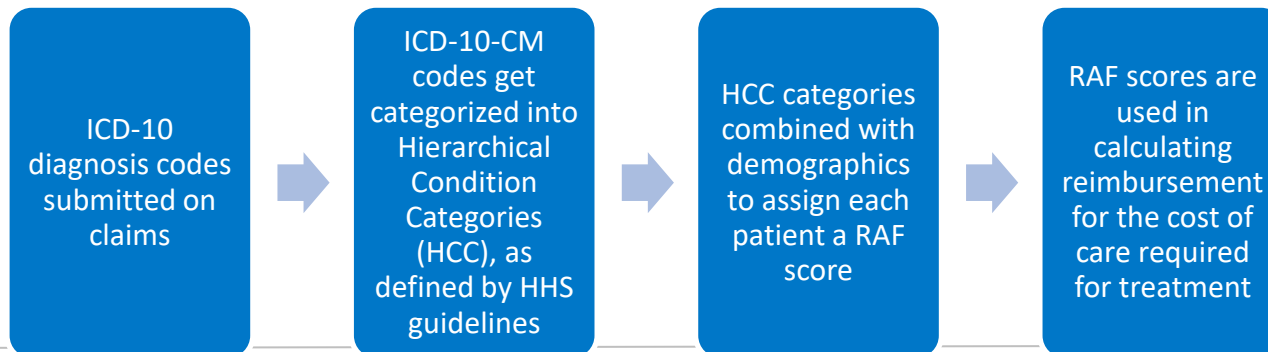 ICD-10
diagnosis codes
submitted on
claims
ICD-10-CM
codes get
categorized into
Hierarchical
Condition
Categories
(HCC), as
defined by HHS
guidelines
HCC categories
combined with
demographics
to assign each
patient a RAF
score
RAF scores are
used in
calculating
reimbursement
for the cost of
care required
for treatment